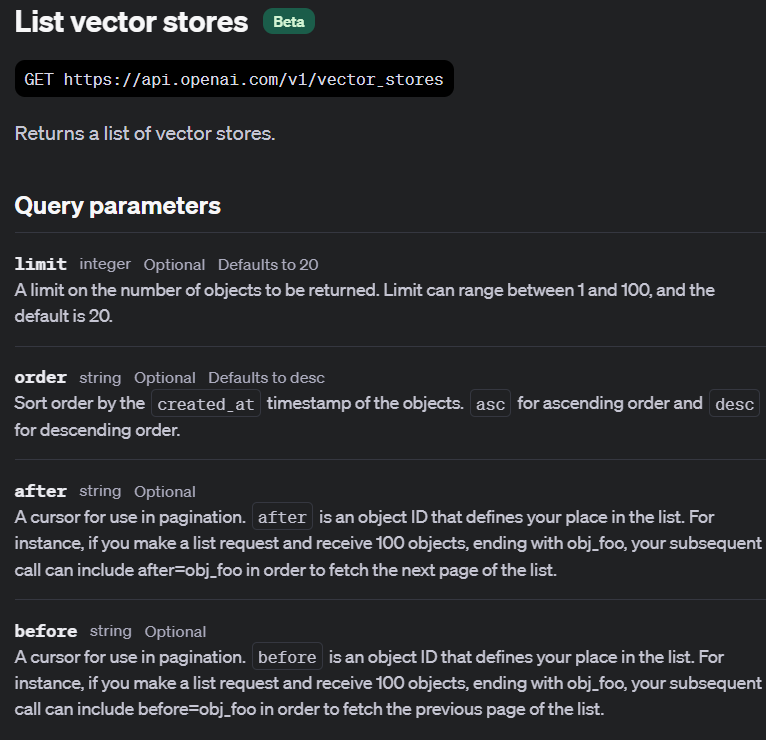 List vector stores Beta
GET https://api.openai.com/v1/vector_stores
Returns a list of vector stores.
Query parameters
limit integer Optional Defaults to 20
A limit on the number of objects to be returned. Limit can range between 1 and 100, and the
default is 20.
order string Optional Defaults to desc
Sort order by the created_at timestamp of the objects. asc for ascending order and desc
for descending order.
after string Optional
A cursor for use in pagination. after is an object ID that defines your place in the list. For
instance, if you make a list request and receive 100 objects, ending with obj_foo, your subsequent
call can include after=obj_foo in order to fetch the next page of the list.
before string Optional
A cursor for use in pagination. before is an object ID that defines your place in the list. For
instance, if you make a list request and receive 100 objects, ending with obj_foo, your subsequent
call can include before=obj_foo in order to fetch the previous page of the list.